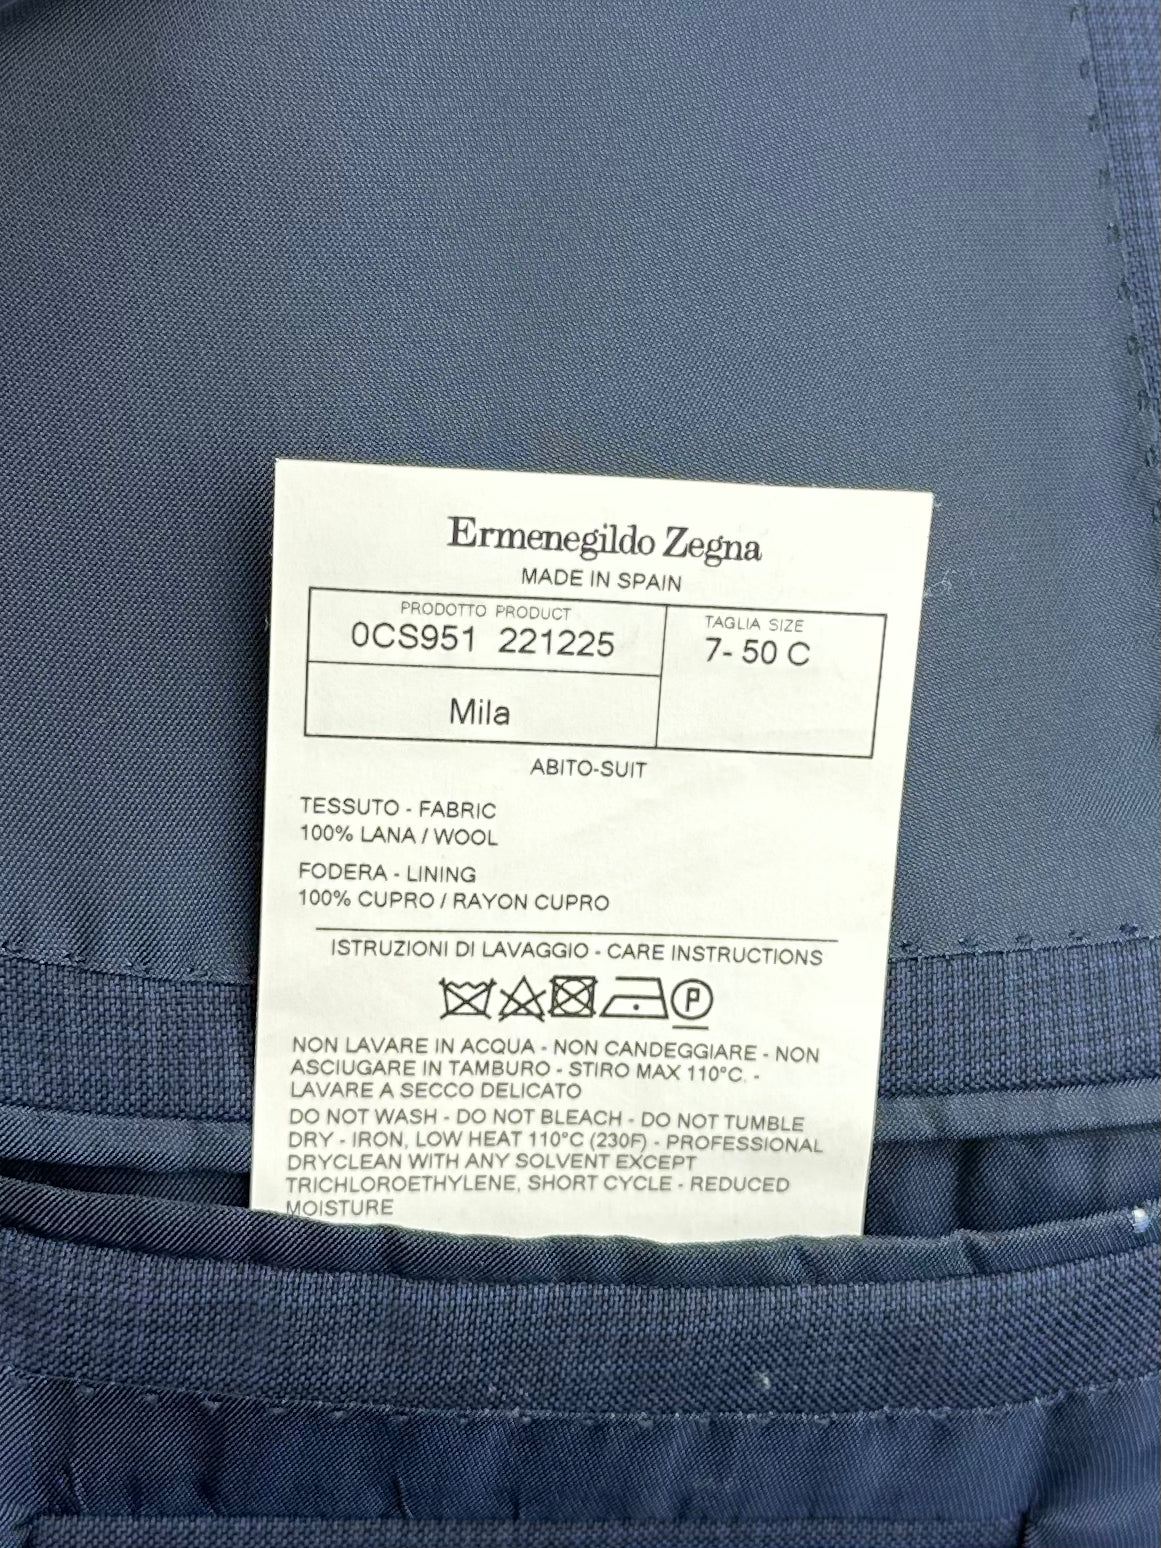 Ermenegildo Zegna
MADE IN SPAIN
PRODOTTO PRODUCT
0CS951 221225
TAGLIA SIZE
7- 50 C
Mila
ABITO-SUIT
TESSUTO - FABRIC
100% LANA / WOOL
FODERA - LINING
100% CUPRO / RAYON CUPRO
ISTRUZIONI DI LAVAGGIO - CARE INSTRUCTIONS
P
NON LAVARE IN ACQUA - NON CANDEGGIARE - NON
ASCIUGARE IN TAMBURO - STIRO MAX 110°C. -
LAVARE A SECCO DELICATO
DO NOT WASH - DO NOT BLEACH - DO NOT TUMBLE
DRY - IRON, LOW HEAT 110°C (230F) - PROFESSIONAL
DRYCLEAN WITH ANY SOLVENT EXCEPT
TRICHLOROETHYLENE, SHORT CYCLE - REDUCED
MOISTURE